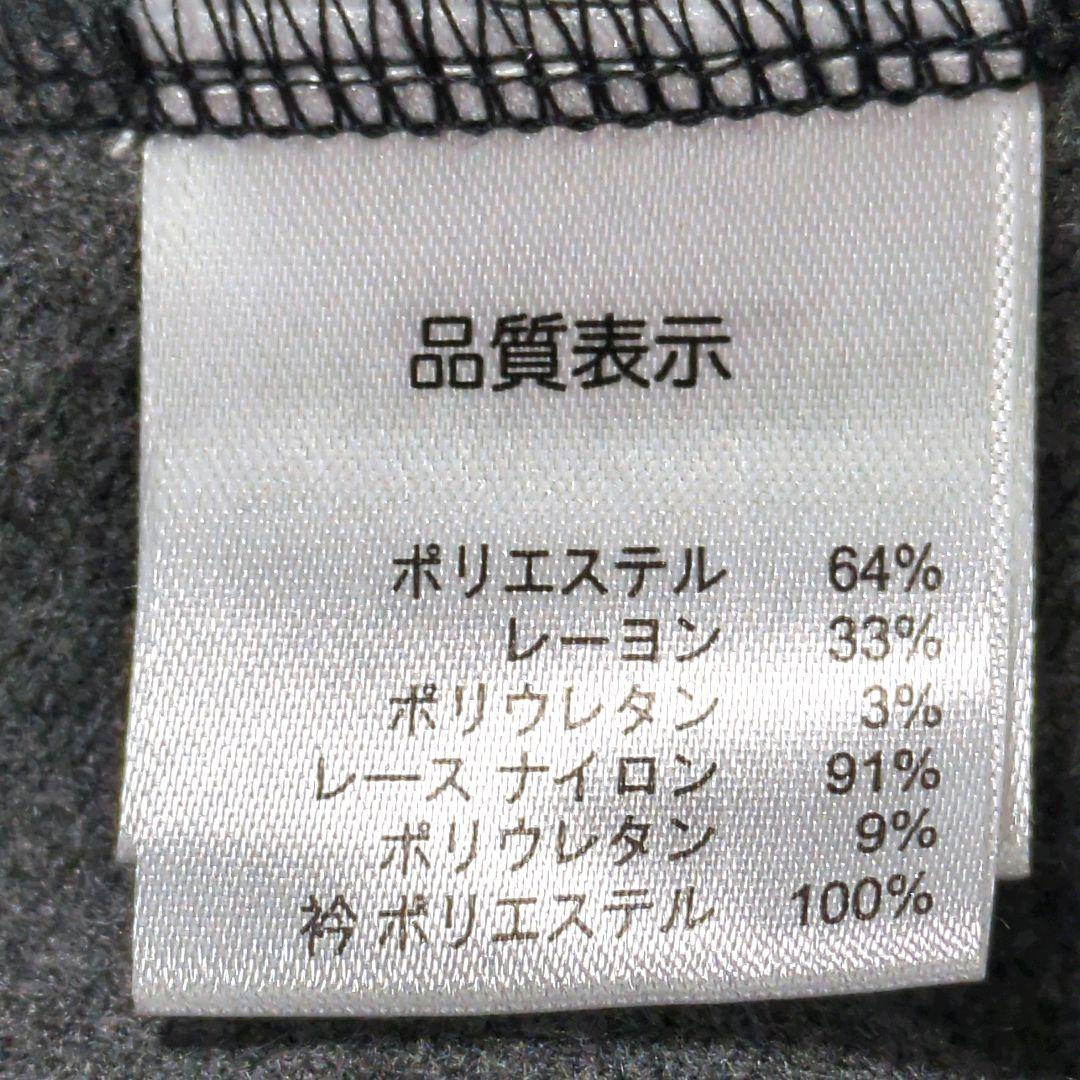 品質表示
ポリエステル 64%
レーヨン 33%
ポリウレタン 3%
レース ナイロン 91%
ポリウレタン 9%
衿 ポリエステル 100%